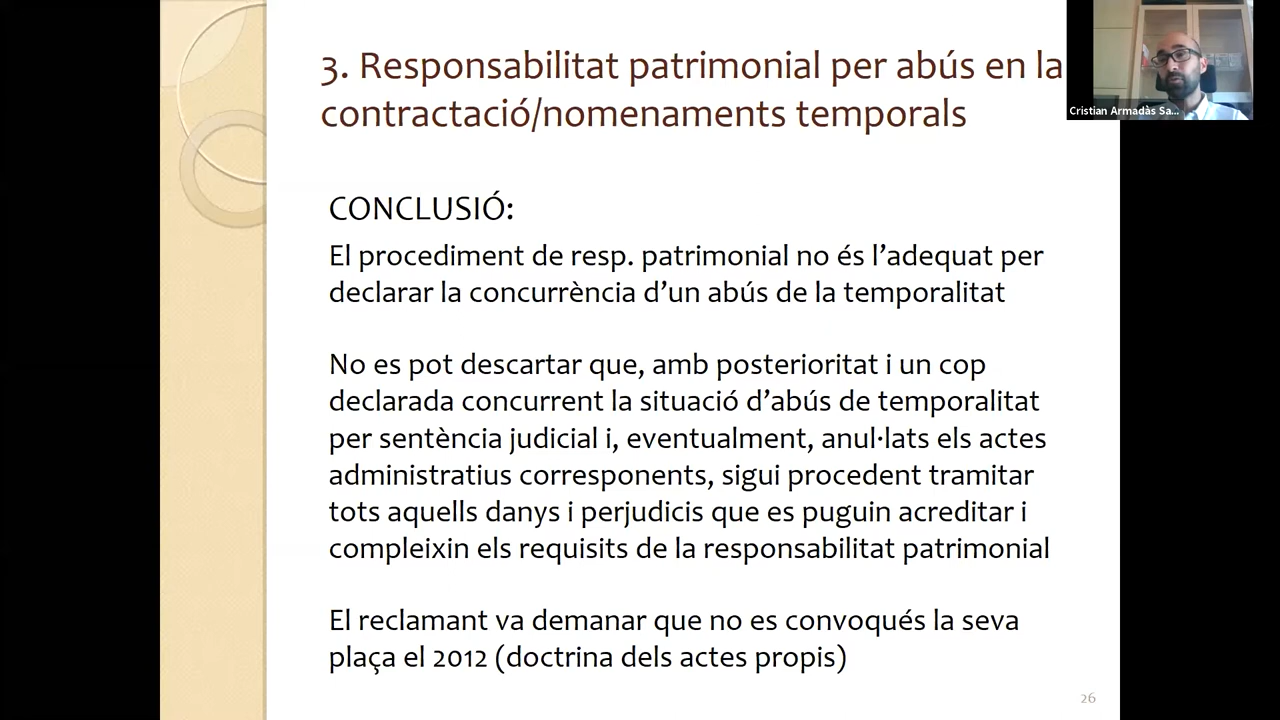 3. Responsabilitat patrimonial per abús en la
contractació/nomenaments temporals
Cristian Armadàs Sa...
CONCLUSIÓ:
El procediment de resp. patrimonial no és l’adequat per
declarar la concurrència d’un abús de la temporalitat
No es pot descartar que, amb posterioritat i un cop
declarada concurrent la situació d’abús de temporalitat
per sentència judicial i, eventualment, anul·lats els actes
administratius corresponents, sigui procedent tramitar
tots aquells danys i perjudicis que es puguin acreditar i
compleixin els requisits de la responsabilitat patrimonial
El reclamant va demanar que no es convoqués la seva
plaça el 2012 (doctrina dels actes propis)
26